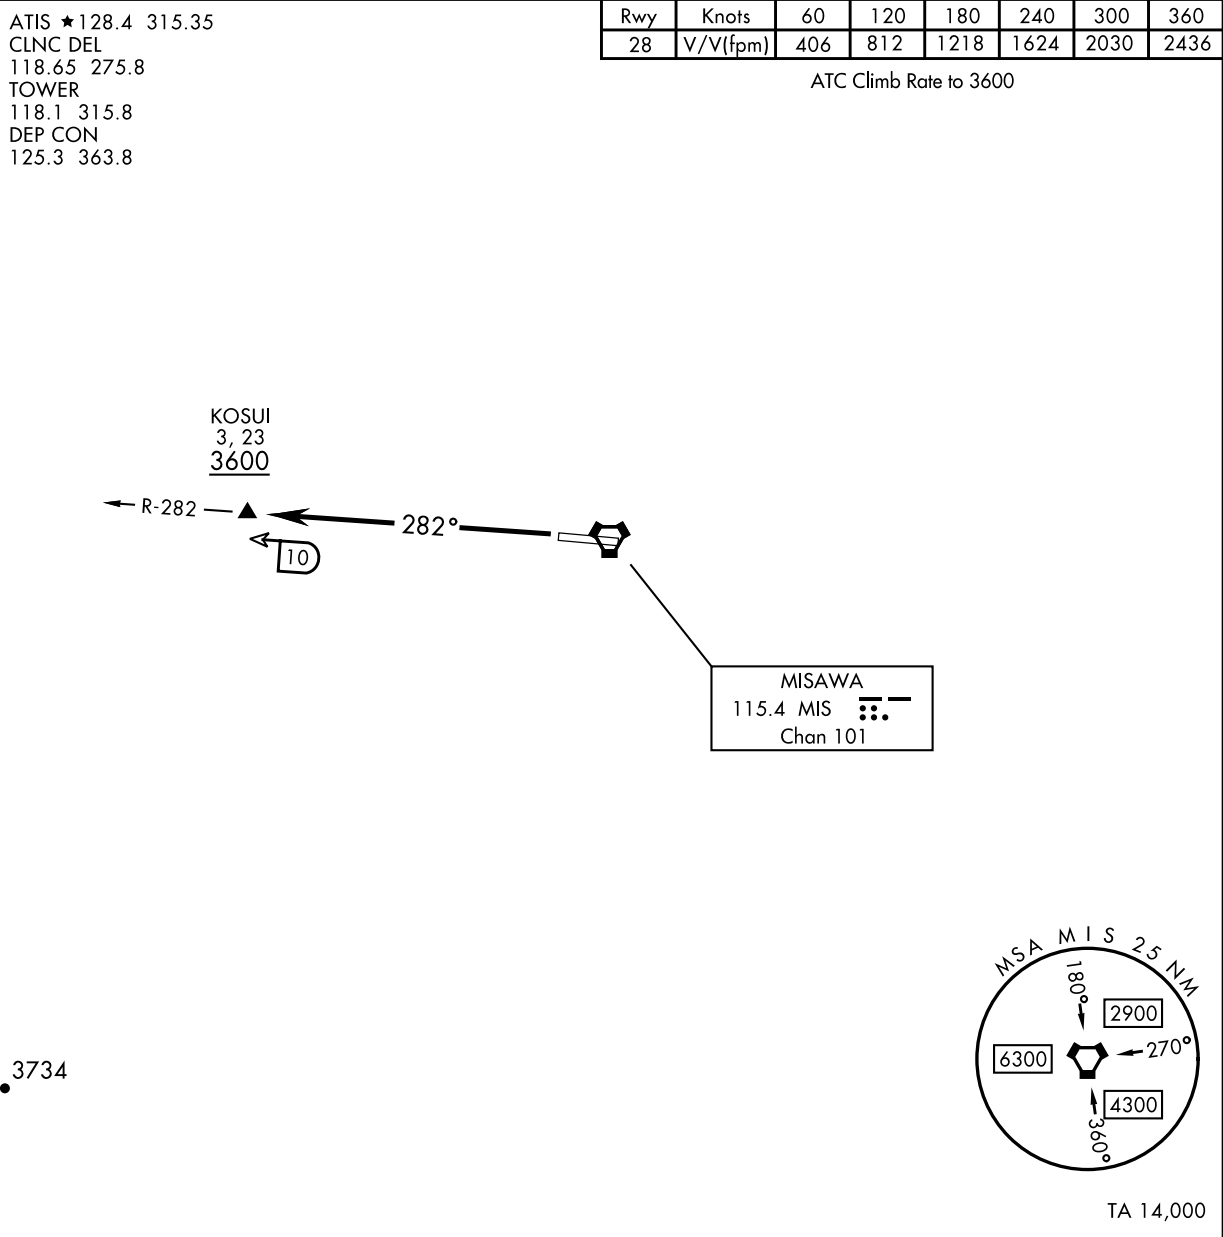 ATIS ★128.4 315.35
CLNC DEL
118.65 275.8
TOWER
118.1 315.8
DEP CON
125.3 363.8
Rwy Knots 60 120 180 240 300 360
28 V/V(fpm) 406 812 1218 1624 2030 2436
ATC Climb Rate to 3600
KOSUI
3, 23
3600
R-282
282°
10
MISAWA
115.4 MIS
Chan 101
MSA MIS 25 NM
180°
2900
270°
6300
4300
360°
3734
TA 14,000